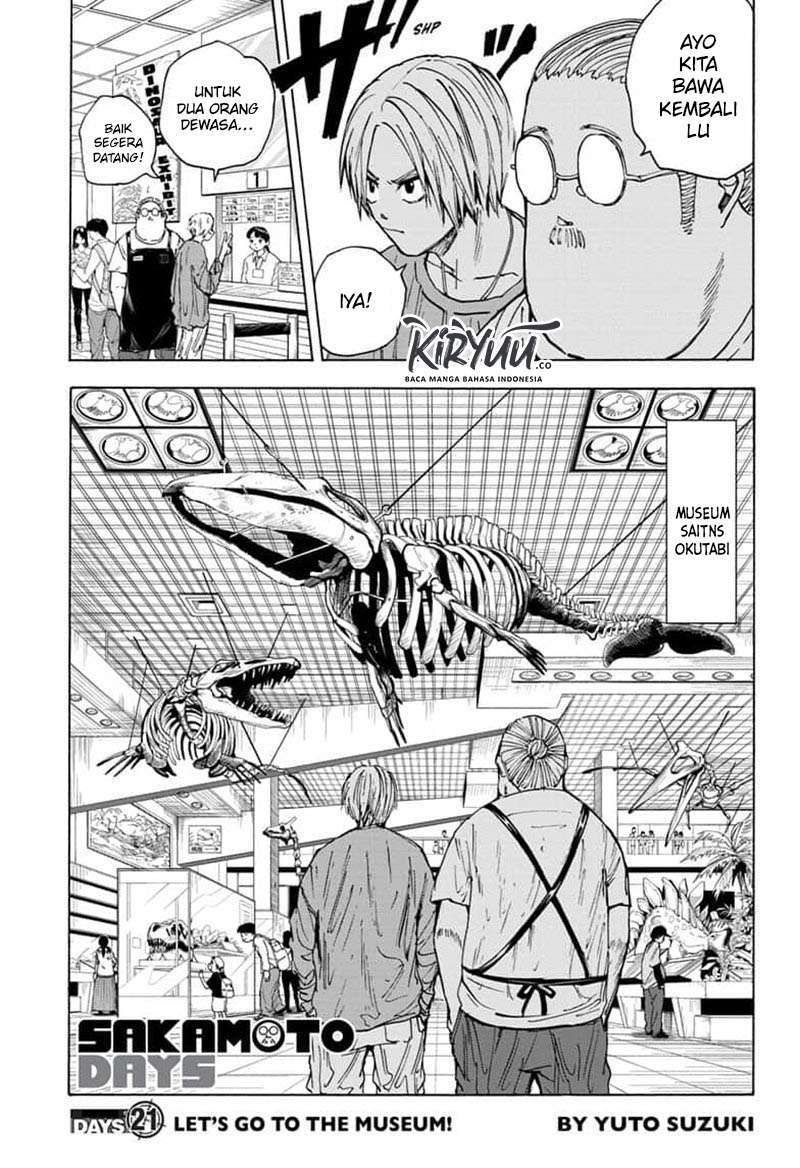 AYO
KITA
BAWA
KEMBALI
LU
SHP
IYA!
DINOSAUR EXHIBIT
1
UNTUK
DUA ORANG
DEWASA...
BAIK
SEGERA
DATANG!
KIRYUU.co
BACA MANGA BAHASA INDONESIA
MUSEUM
SAITNS
OKUTABI
SAKAMOTO
DAYS
DAYS 21 LET'S GO TO THE MUSEUM! BY YUTO SUZUKI